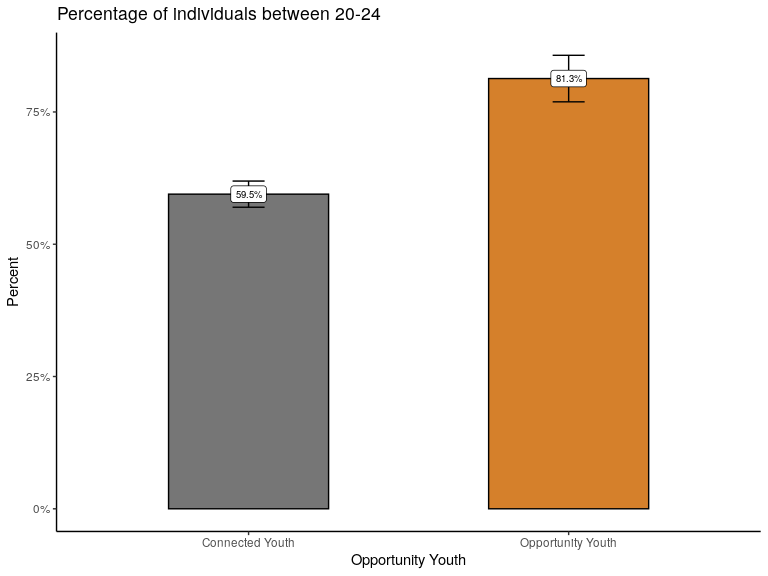 Percentage of individuals between 20-24
81.3%
75%
59.5%
50%
Percent
25%
0%
Connected Youth
Opportunity Youth
Opportunity Youth